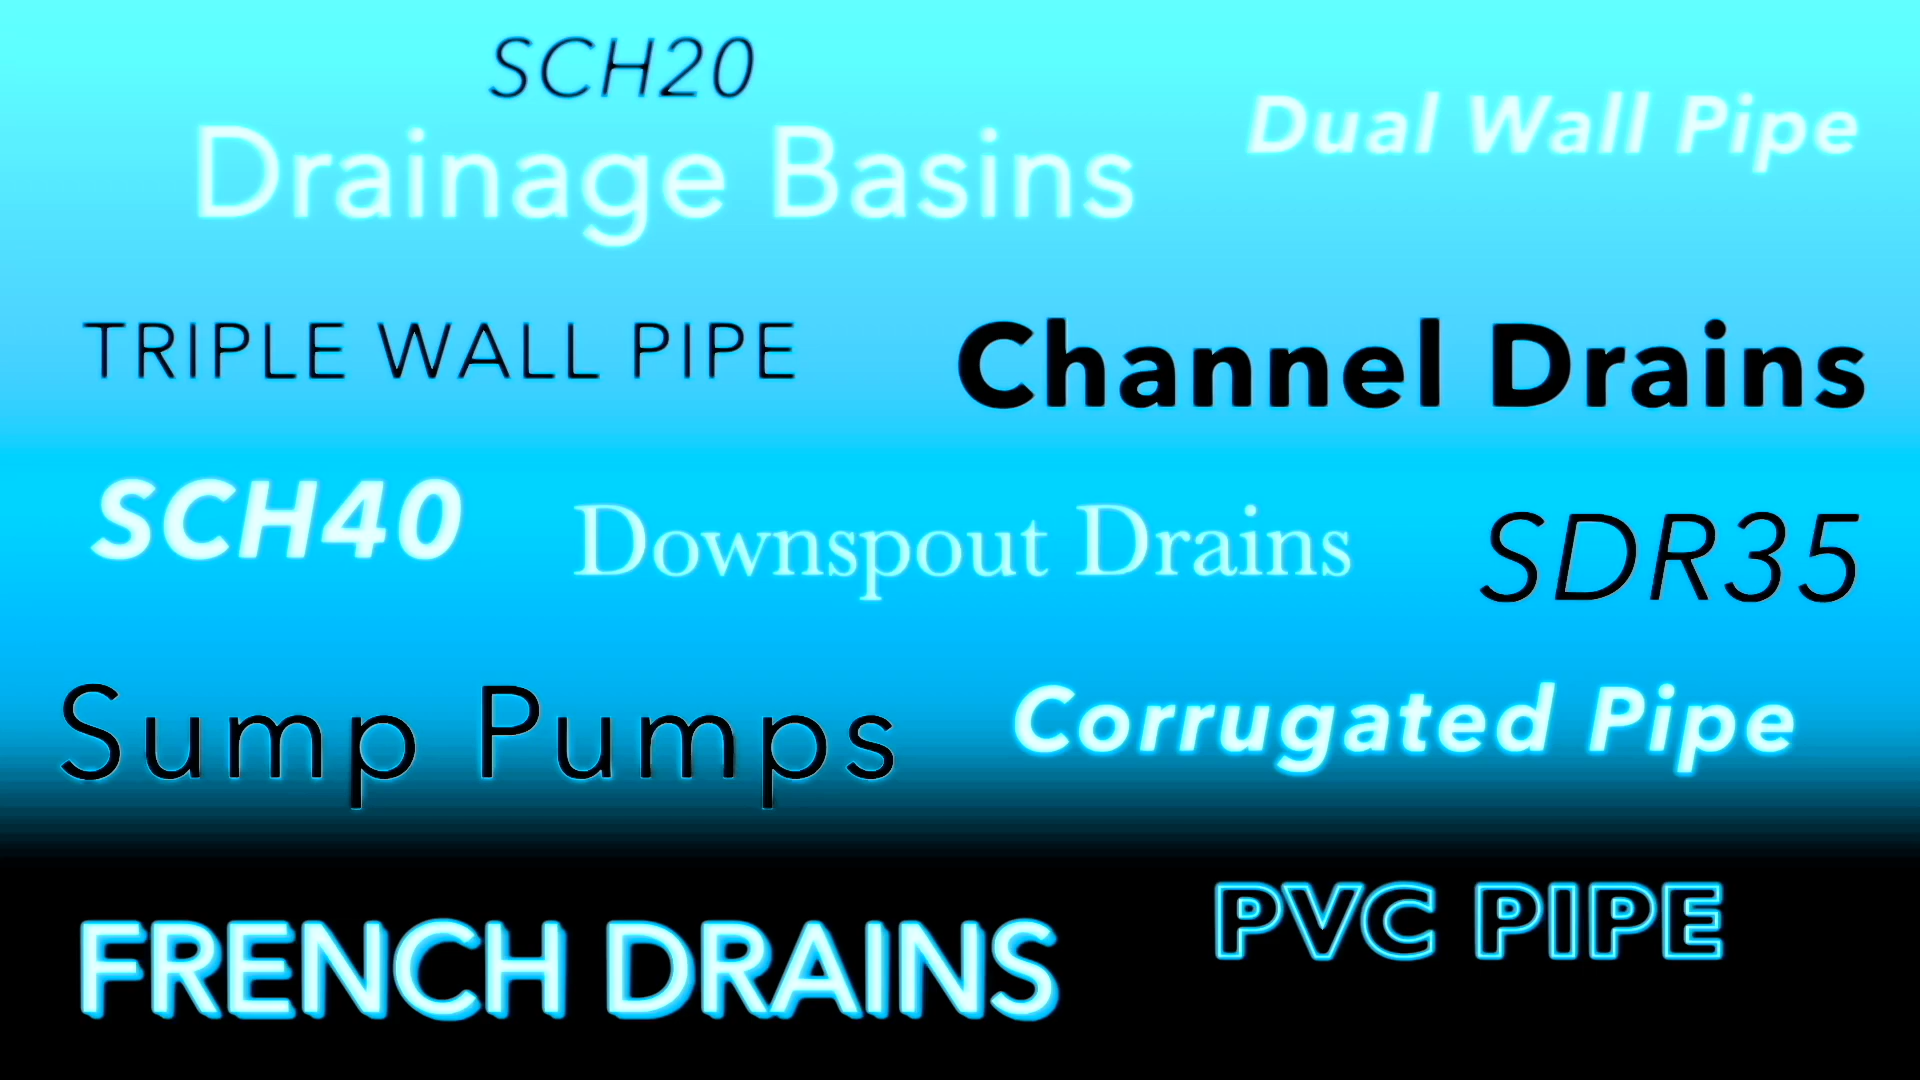 SCH20
Drainage Basins
Dual Wall Pipe
TRIPLE WALL PIPE
Channel Drains
SCH40
Downspout Drains
SDR35
Sump Pumps
Corrugated Pipe
FRENCH DRAINS
PVC PIPE